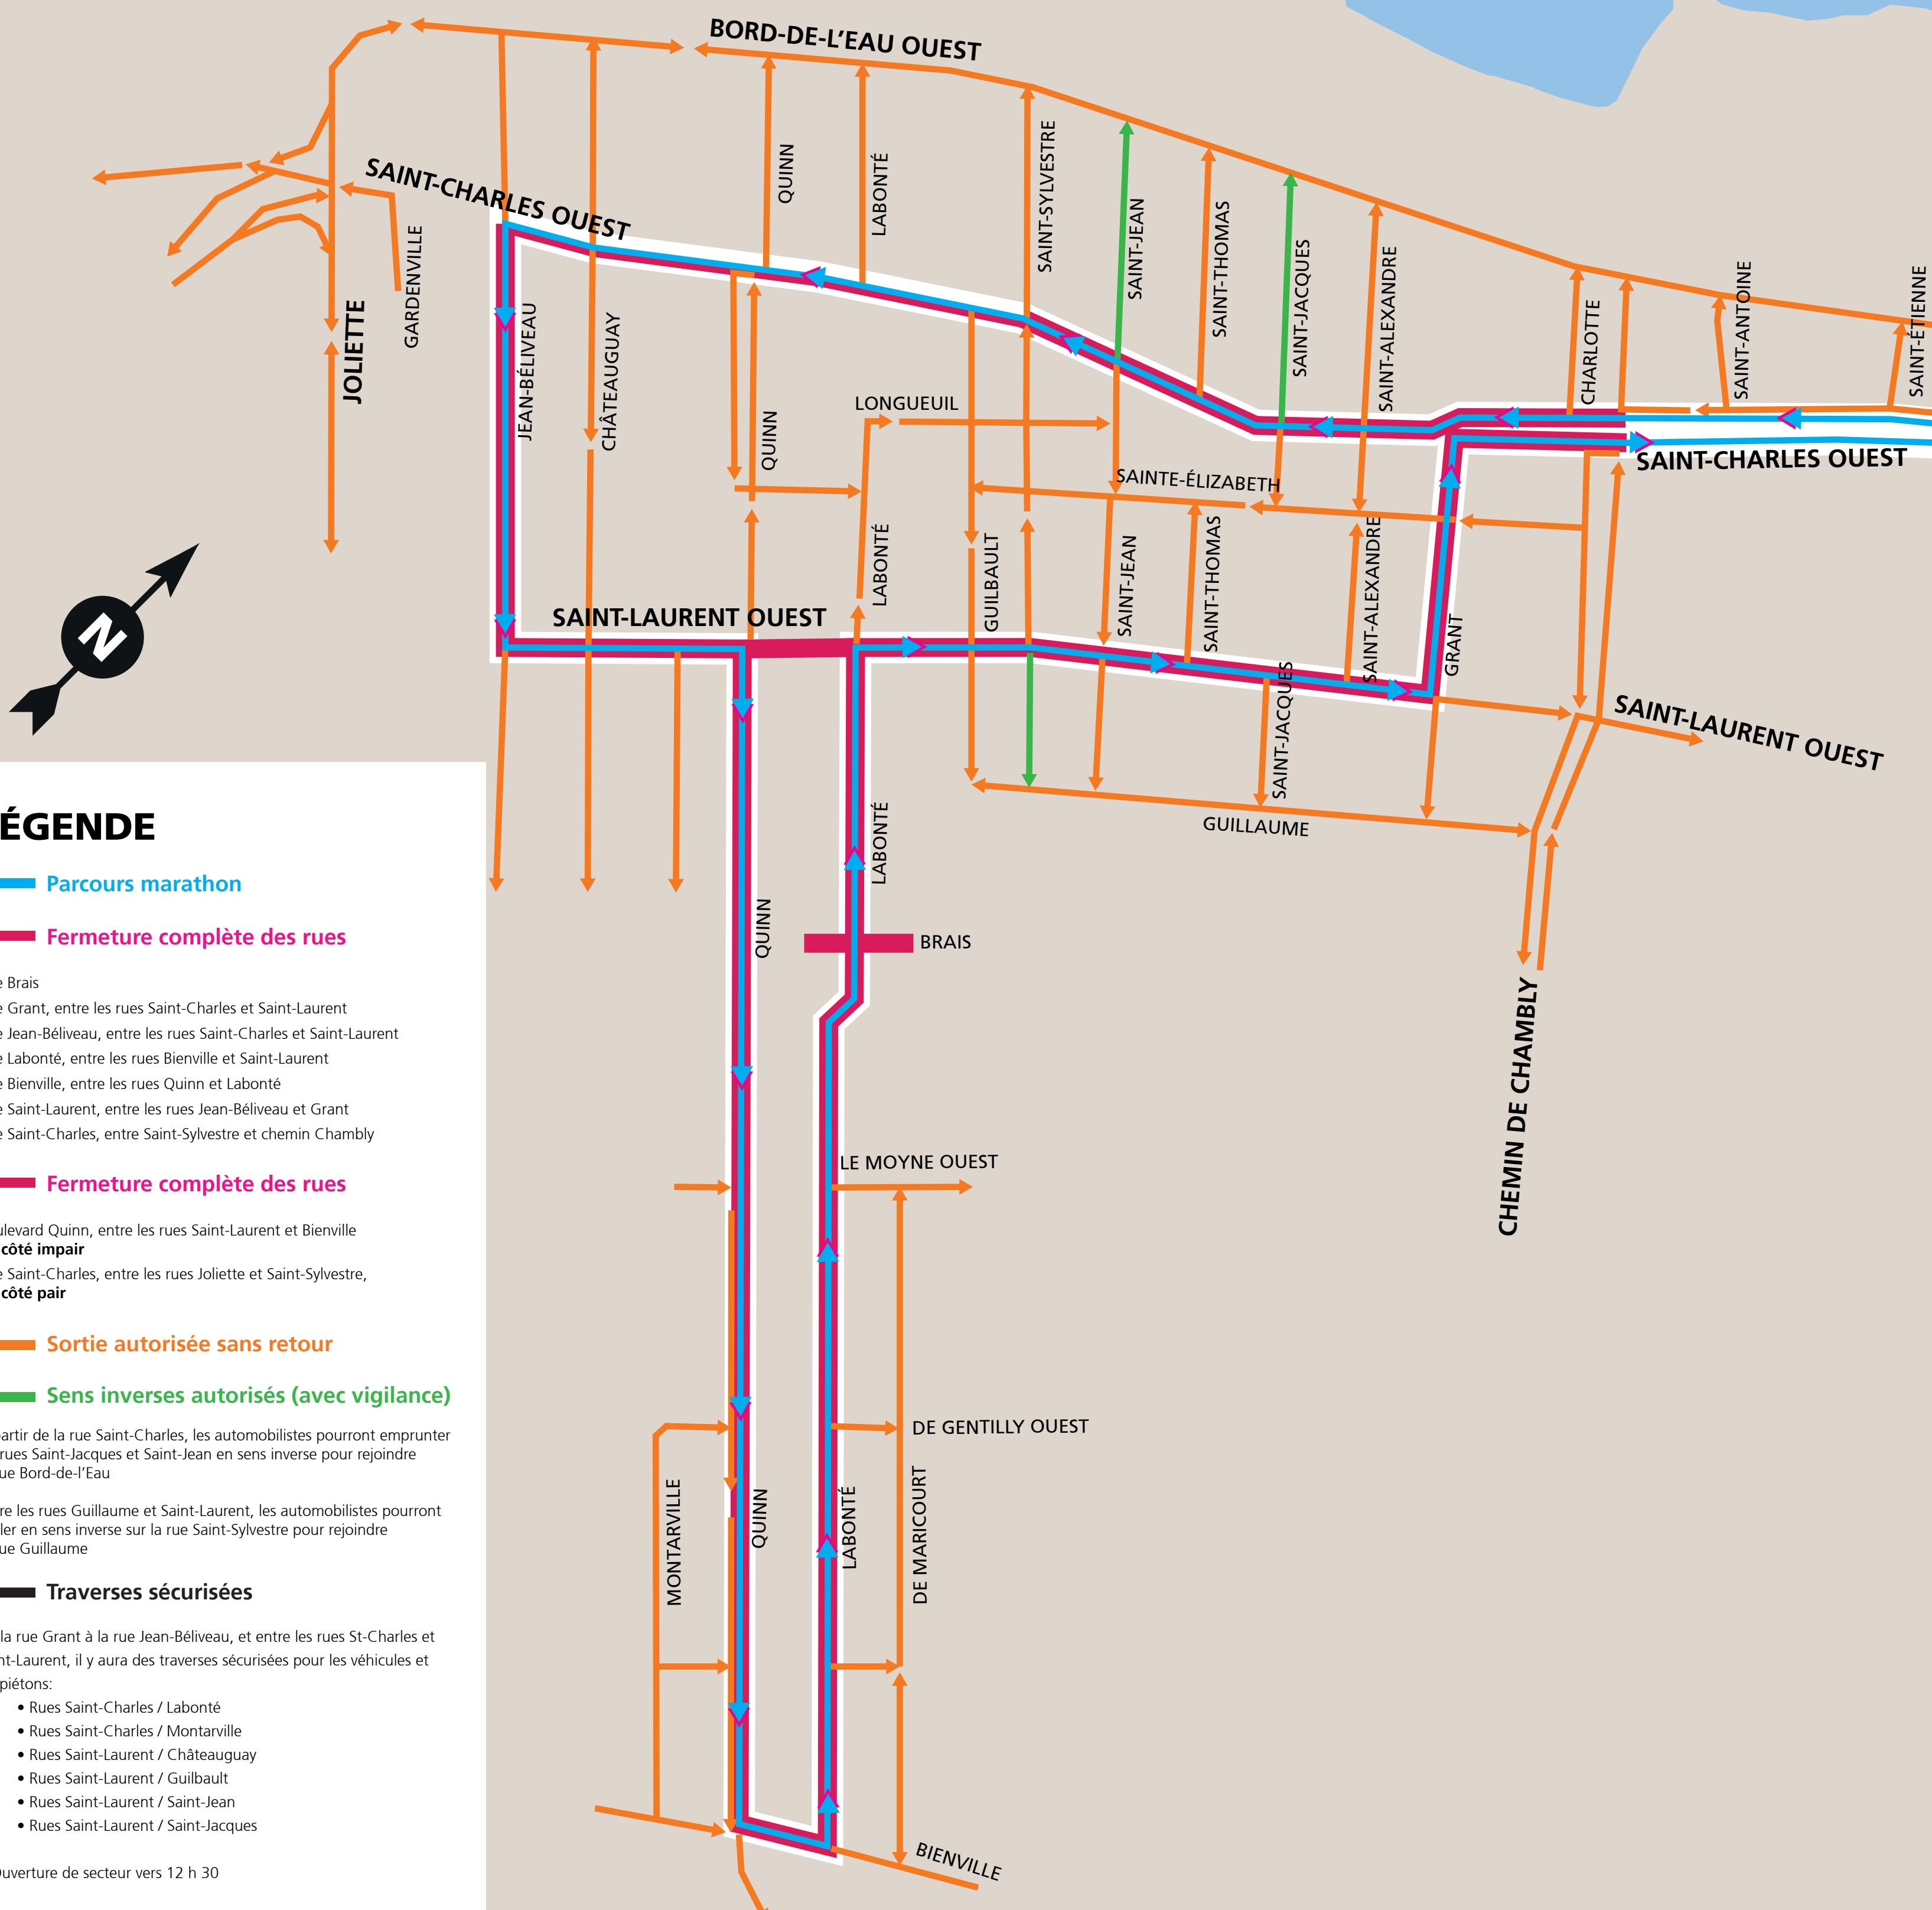 BORD-DE-L'EAU OUEST
SAINT-CHARLES OUEST
QUINN
LABONTÉ
SAINT-SYLVESTRE
SAINT-JEAN
SAINT-THOMAS
SAINT-JACQUES
SAINT-ALEXANDRE
CHARLOTTE
SAINT-ANTOINE
SAINT-ÉTIENNE
JOLIETTE
GARDENVILLE
JEAN-BÉLIVEAU
CHÂTEAUGUAY
QUINN
LONGUEUIL
SAINTE-ÉLIZABETH
SAINT-CHARLES OUEST
LABONTÉ
GUILBAULT
SAINT-JEAN
SAINT-THOMAS
SAINT-ALEXANDRE
GRANT
N
SAINT-LAURENT OUEST
SAINT-JACQUES
SAINT-LAURENT OUEST
GUILLAUME
LABONTÉ
QUINN
BRAIS
CHEMIN DE CHAMBLY
LE MOYNE OUEST
DE GENTILLY OUEST
MONTARVILLE
QUINN
LABONTÉ
DE MARICOURT
BIENVILLE
ÉGENDE
Parcours marathon
Fermeture complète des rues
e Brais
e Grant, entre les rues Saint-Charles et Saint-Laurent
e Jean-Béliveau, entre les rues Saint-Charles et Saint-Laurent
e Labonté, entre les rues Bienville et Saint-Laurent
e Bienville, entre les rues Quinn et Labonté
e Saint-Laurent, entre les rues Jean-Béliveau et Grant
e Saint-Charles, entre Saint-Sylvestre et chemin Chambly
Fermeture complète des rues
ulevard Quinn, entre les rues Saint-Laurent et Bienville
côté impair
e Saint-Charles, entre les rues Joliette et Saint-Sylvestre,
côté pair
Sortie autorisée sans retour
Sens inverses autorisés (avec vigilance)
artir de la rue Saint-Charles, les automobilistes pourront emprunter
rues Saint-Jacques et Saint-Jean en sens inverse pour rejoindre
ue Bord-de-l'Eau
re les rues Guillaume et Saint-Laurent, les automobilistes pourront
ler en sens inverse sur la rue Saint-Sylvestre pour rejoindre
ue Guillaume
Traverses sécurisées
la rue Grant à la rue Jean-Béliveau, et entre les rues St-Charles et
nt-Laurent, il y aura des traverses sécurisées pour les véhicules et
piétons:
• Rues Saint-Charles / Labonté
• Rues Saint-Charles / Montarville
• Rues Saint-Laurent / Châteauguay
• Rues Saint-Laurent / Guilbault
• Rues Saint-Laurent / Saint-Jean
• Rues Saint-Laurent / Saint-Jacques
Ouverture de secteur vers 12 h 30